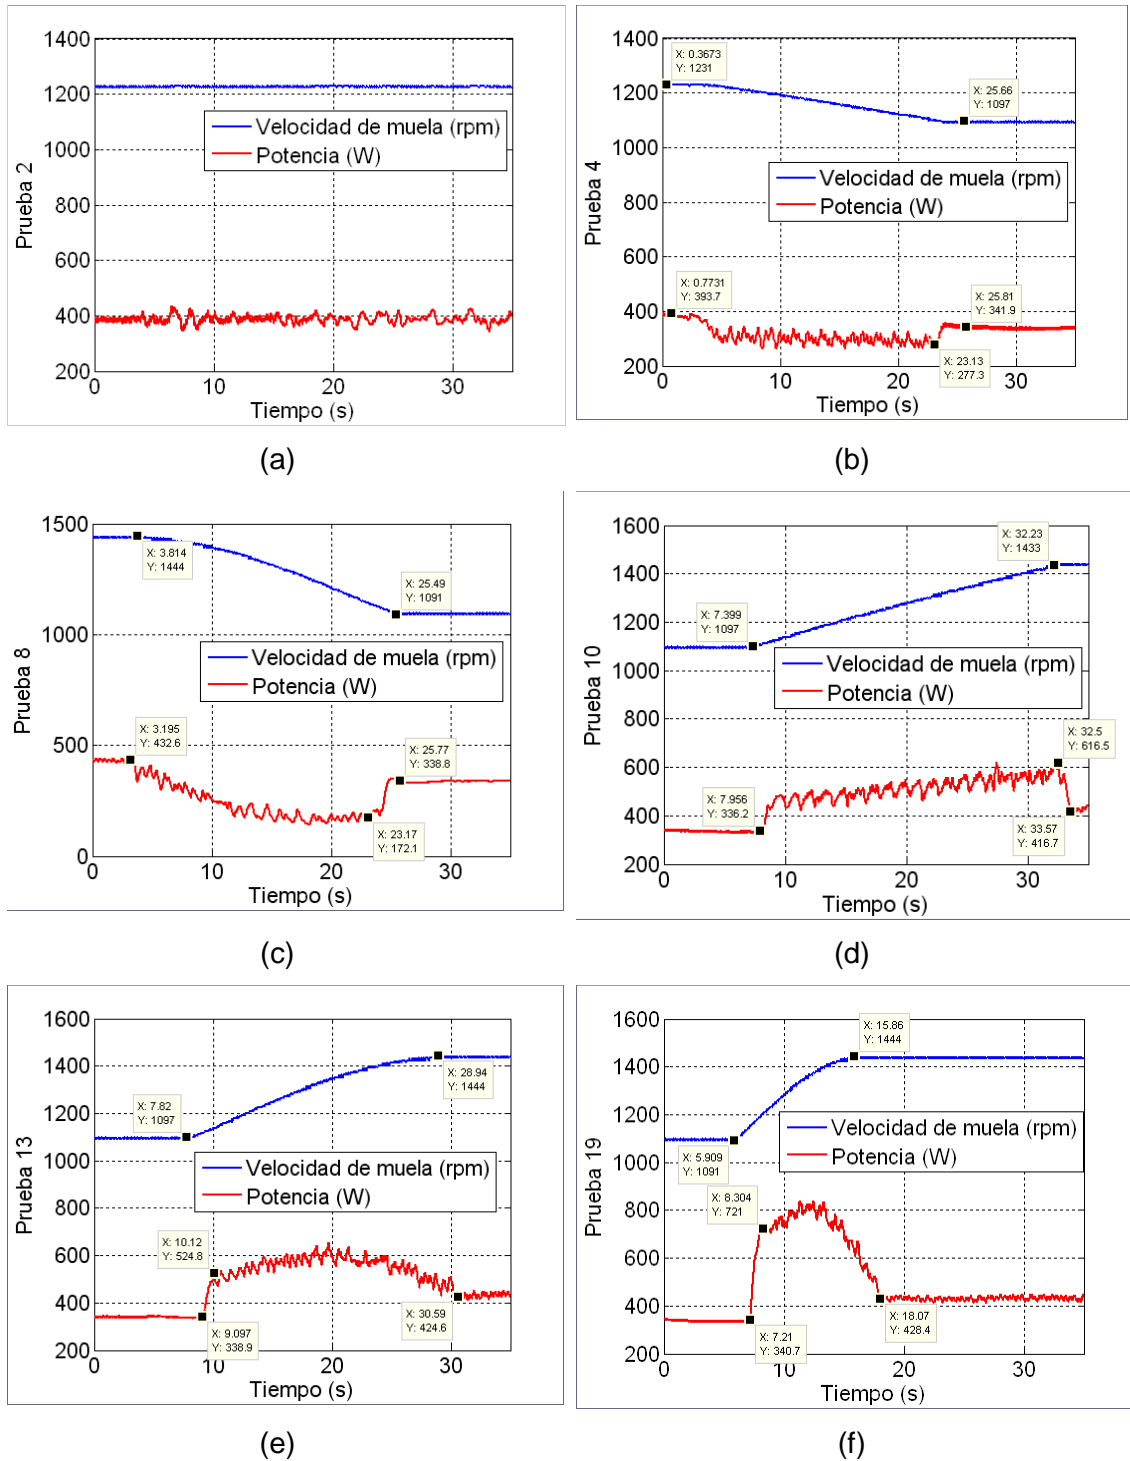 1400
1200
1000
800
600
400
200
0
10
20
30
Prueba 2
Tiempo (s)
Velocidad de muela (rpm)
Potencia (W)
(a)
1400
1200
1000
800
600
400
200
0
10
20
30
Prueba 4
Tiempo (s)
X: 0.3673
Y: 1231
X: 25.66
Y: 1097
Velocidad de muela (rpm)
Potencia (W)
X: 0.7731
Y: 393.7
X: 25.81
Y: 341.9
X: 23.13
Y: 277.3
(b)
1500
1000
500
0
0
10
20
30
Prueba 8
Tiempo (s)
X: 3.814
Y: 1444
X: 25.49
Y: 1091
Velocidad de muela (rpm)
Potencia (W)
X: 3.195
Y: 432.6
X: 25.77
Y: 338.8
X: 23.17
Y: 172.1
(c)
1600
1400
1200
1000
800
600
400
200
0
10
20
30
Prueba 10
Tiempo (s)
X: 32.23
Y: 1433
X: 7.399
Y: 1097
Velocidad de muela (rpm)
Potencia (W)
X: 32.5
Y: 616.5
X: 7.956
Y: 336.2
X: 33.57
Y: 416.7
(d)
1600
1400
1200
1000
800
600
400
200
0
10
20
30
Prueba 13
Tiempo (s)
X: 28.94
Y: 1444
X: 7.82
Y: 1097
Velocidad de muela (rpm)
Potencia (W)
X: 10.12
Y: 524.8
X: 30.59
Y: 424.6
X: 9.097
Y: 338.9
(e)
1600
1400
1200
1000
800
600
400
200
0
10
20
30
Prueba 19
Tiempo (s)
X: 15.86
Y: 1444
X: 5.909
Y: 1091
Velocidad de muela (rpm)
Potencia (W)
X: 8.304
Y: 721
X: 18.07
Y: 428.4
X: 7.21
Y: 340.7
(f)